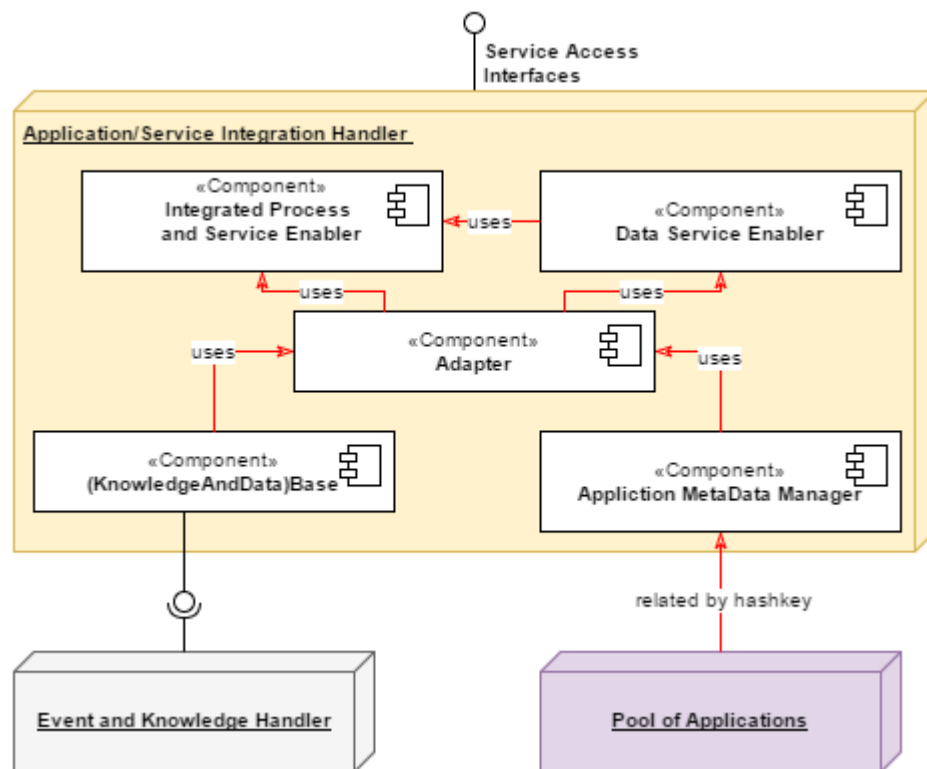 Service Access
Interfaces
Application/Service Integration Handler
«Component»
Integrated Process
and Service Enabler
«Component»
Data Service Enabler
uses
uses
uses
«Component»
Adapter
uses
uses
«Component»
(KnowledgeAndData)Base
«Component»
Appliction MetaData Manager
related by hashkey
Event and Knowledge Handler
Pool of Applications